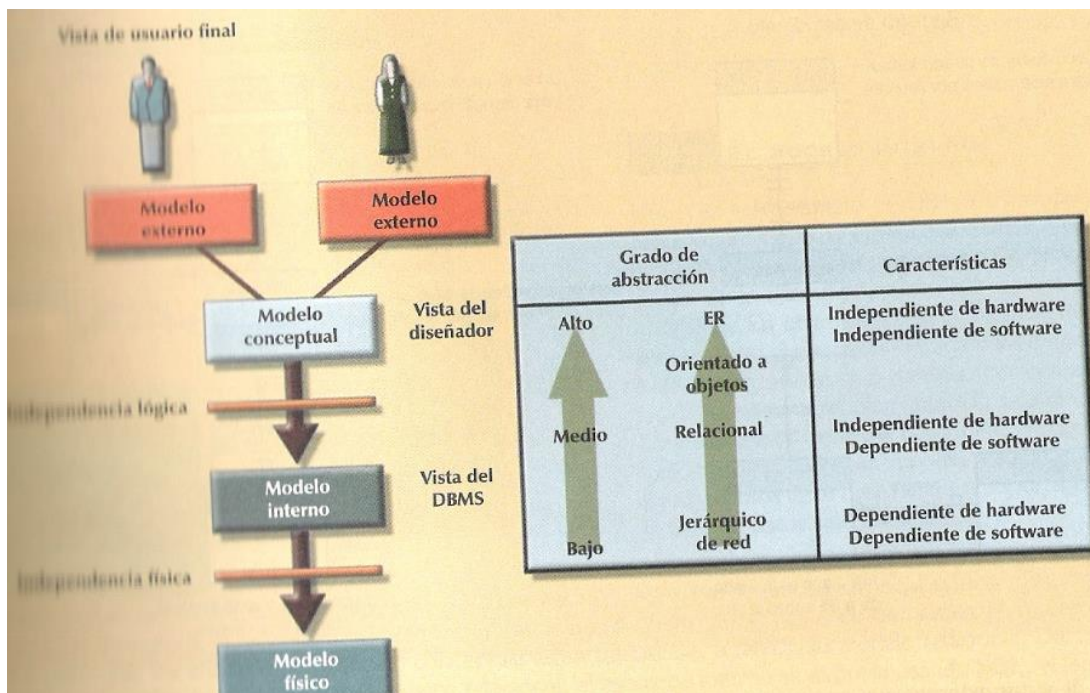 Vista de usuario final
Modelo
externo
Modelo
externo
Modelo
conceptual
Vista del
diseñador
Independencia lógica
Modelo
interno
Vista del
DBMS
Independencia física
Modelo
físico
Grado de
abstracción
Características
Alto
ER
Independiente de hardware
Independiente de software
Orientado a
objetos
Medio
Relacional
Independiente de hardware
Dependiente de software
Bajo
Jerárquico
de red
Dependiente de hardware
Dependiente de software